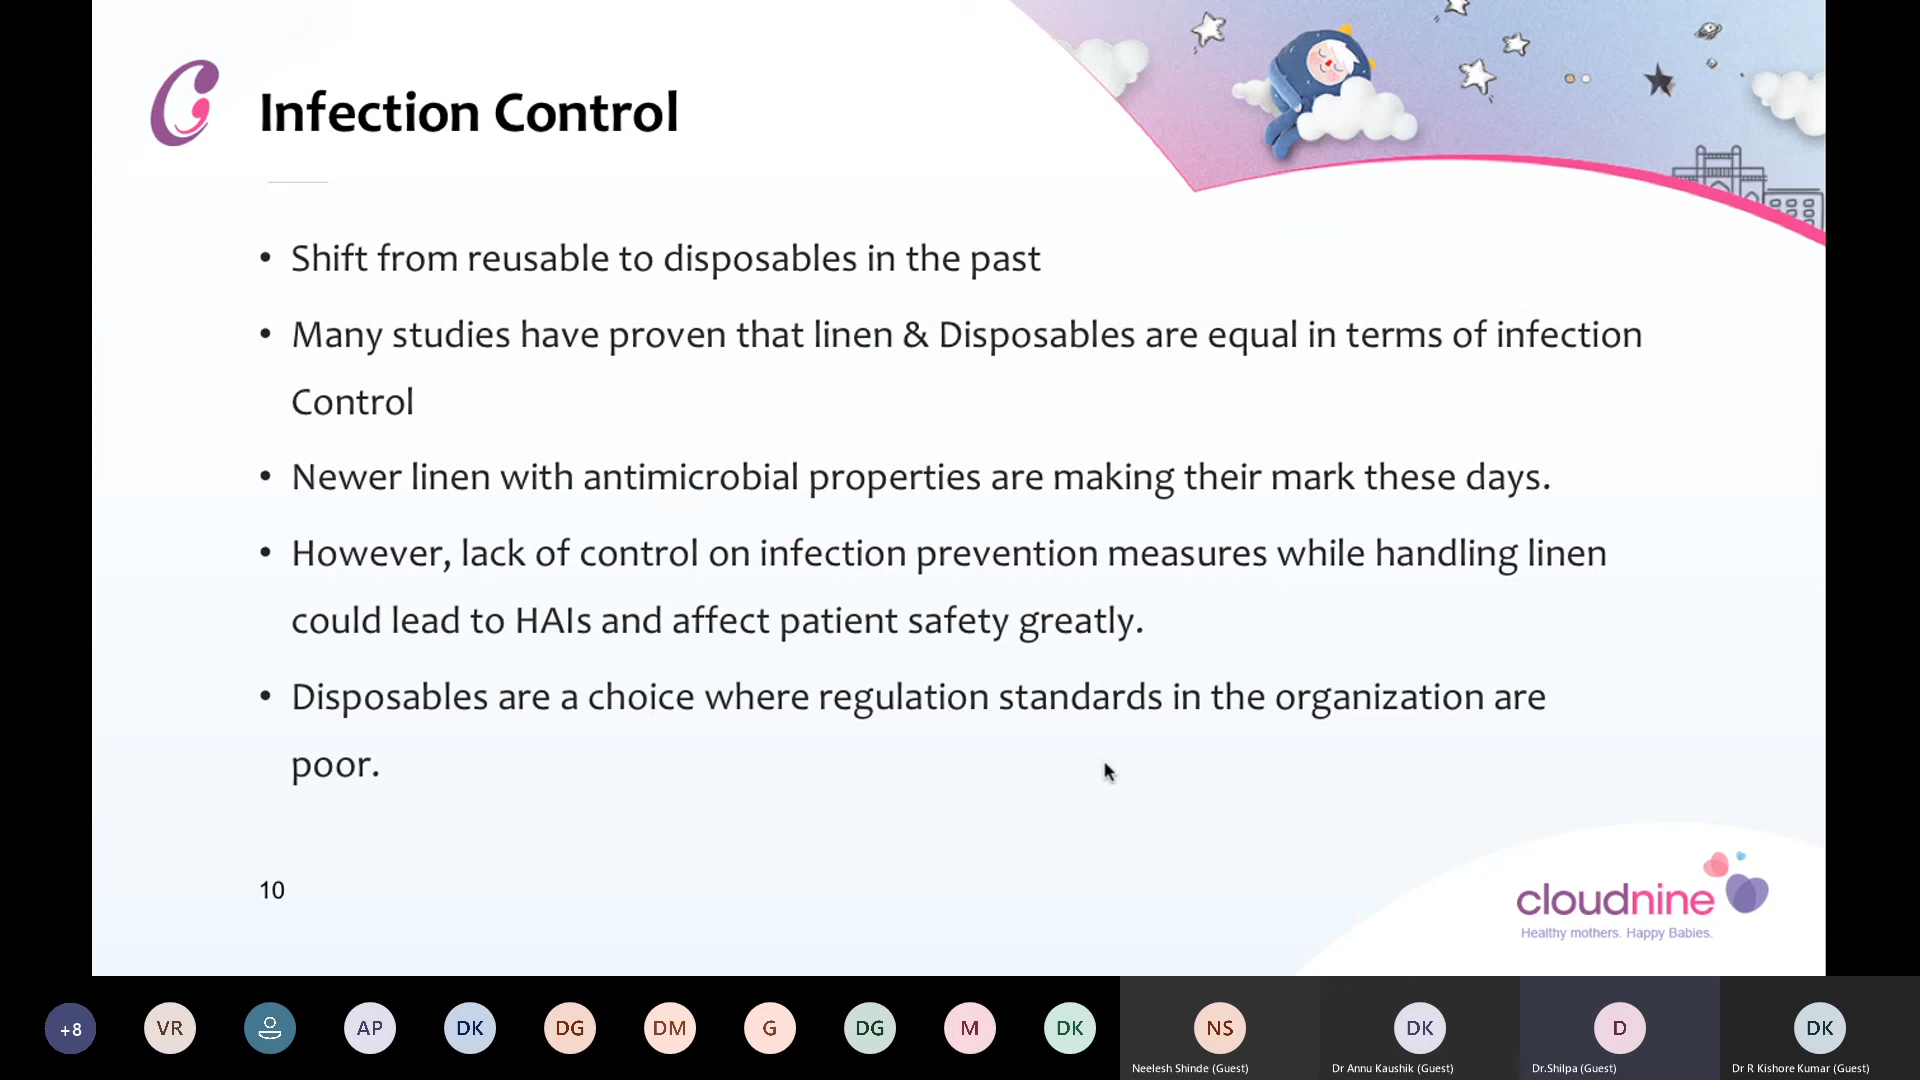 Infection Control
• Shift from reusable to disposables in the past
• Many studies have proven that linen & Disposables are equal in terms of infection
Control
• Newer linen with antimicrobial properties are making their mark these days.
• However, lack of control on infection prevention measures while handling linen
could lead to HAIs and affect patient safety greatly.
• Disposables are a choice where regulation standards in the organization are
poor.
10
cloudnine
Healthy mothers. Happy Babies.
+8 VR AP DK DG DM G DG M DK NS DK D DK
Neelesh Shinde (Guest) Dr Annu Kaushik (Guest) Dr.Shilpa (Guest) Dr R Kishore Kumar (Guest)